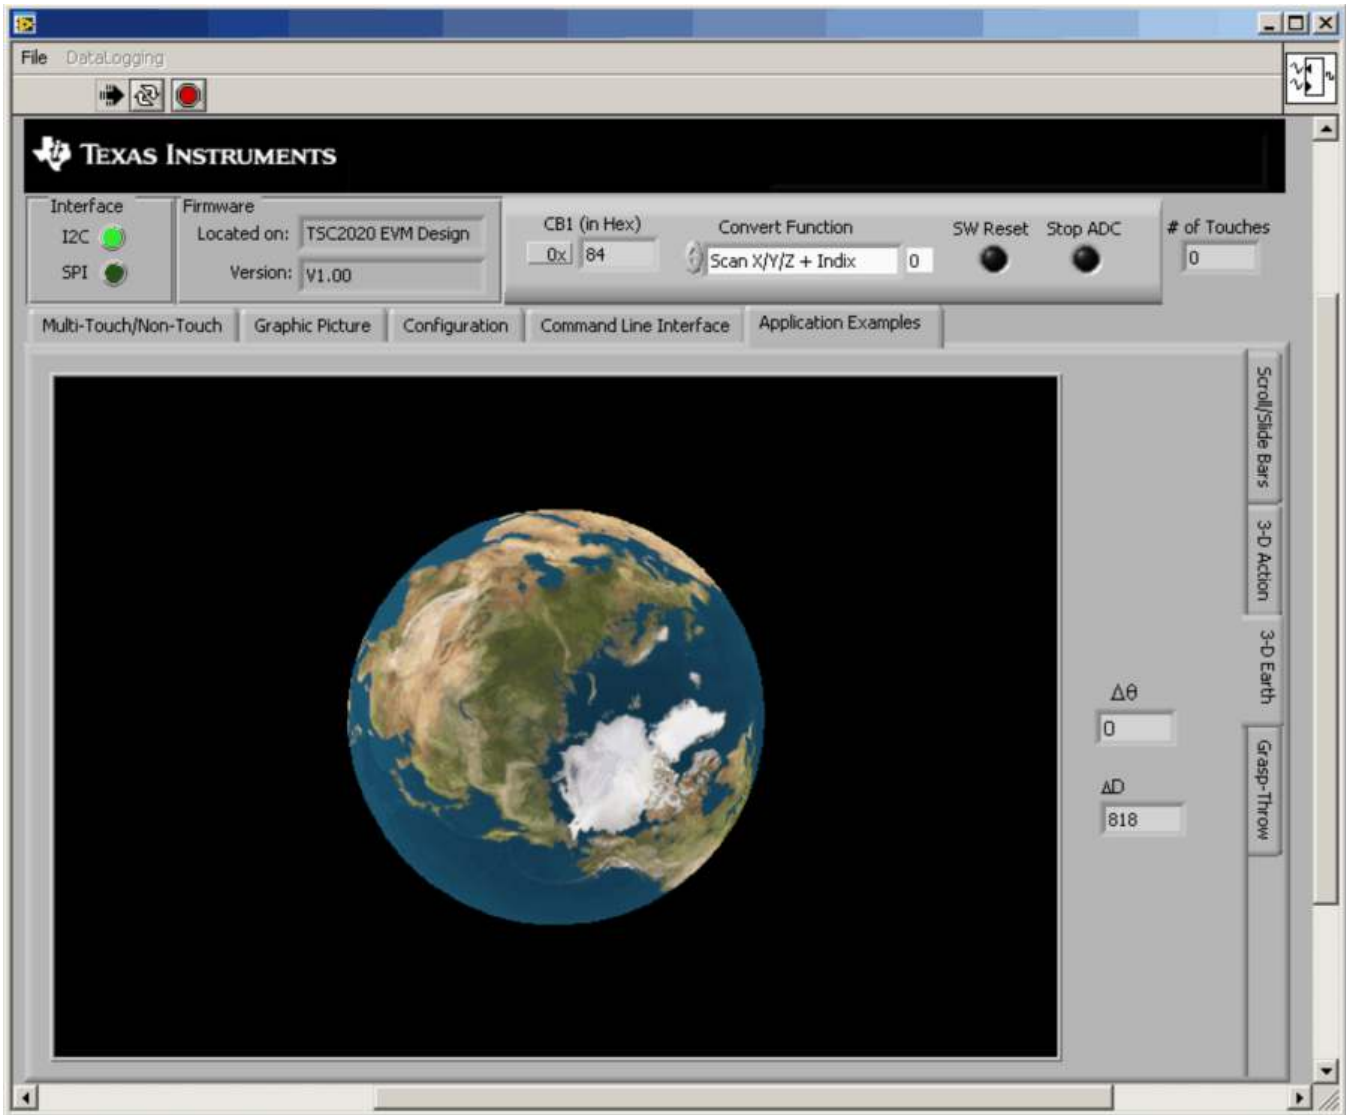 File DataLogging
TEXAS INSTRUMENTS
Interface
I2C
SPI
Firmware
Located on: TSC2020 EVM Design
Version: V1.00
CB1 (in Hex)
0x 84
Convert Function
Scan X/Y/Z + Indix 0
SW Reset
Stop ADC
# of Touches
0
Multi-Touch/Non-Touch Graphic Picture Configuration Command Line Interface Application Examples
Scroll/Slide Bars
3-D Action
3-D Earth
Grasp-Throw
Δθ
0
ΔD
818